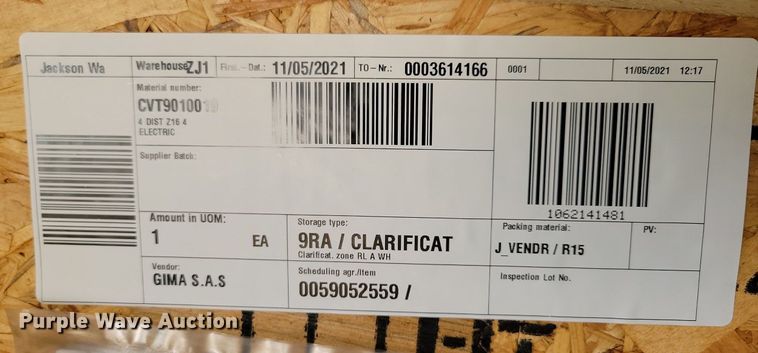 Jackson Wa Warehouse ZJ1 Dat.: 11/05/2021 TO-Nr.: 0003614166 0001 11/05/2021 12:17
Material number:
CVT9010019
4 DIST Z16 4
ELECTRIC
Supplier Batch:
1062141481
Amount in UOM:
1 EA
Storage type:
9RA / CLARIFICAT
Clarificat. zone RL A WH
Packing material:
J_VENDR / R15
PV:
Vendor:
GIMA S.A.S
Scheduling agr./Item
0059052559 /
Inspection Lot No.
Purple Wave Auction